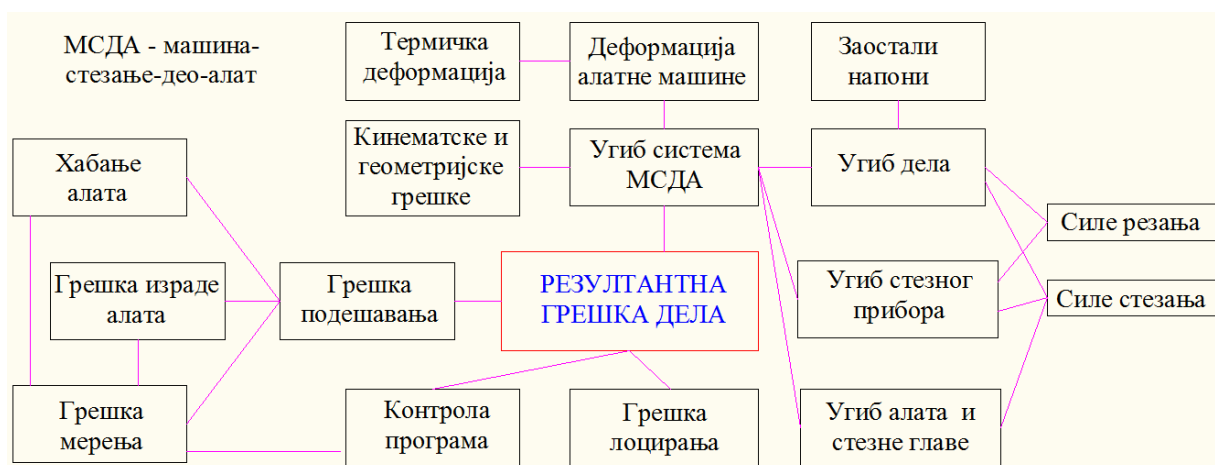 МСДА - машина-
стезање-део-алат
Термичка
деформација
Деформација
алатне машине
Заостали
напони
Хабање
алата
Кинематске и
геометријске
грешке
Угиб система
МСДА
Угиб дела
Силе резања
Грешка израде
алата
Грешка
подешавања
РЕЗУЛТАНТНА
ГРЕШКА ДЕЛА
Угиб стезног
прибора
Силе стезања
Грешка
мерења
Контрола
програма
Грешка
лоцирања
Угиб алата и
стезне главе